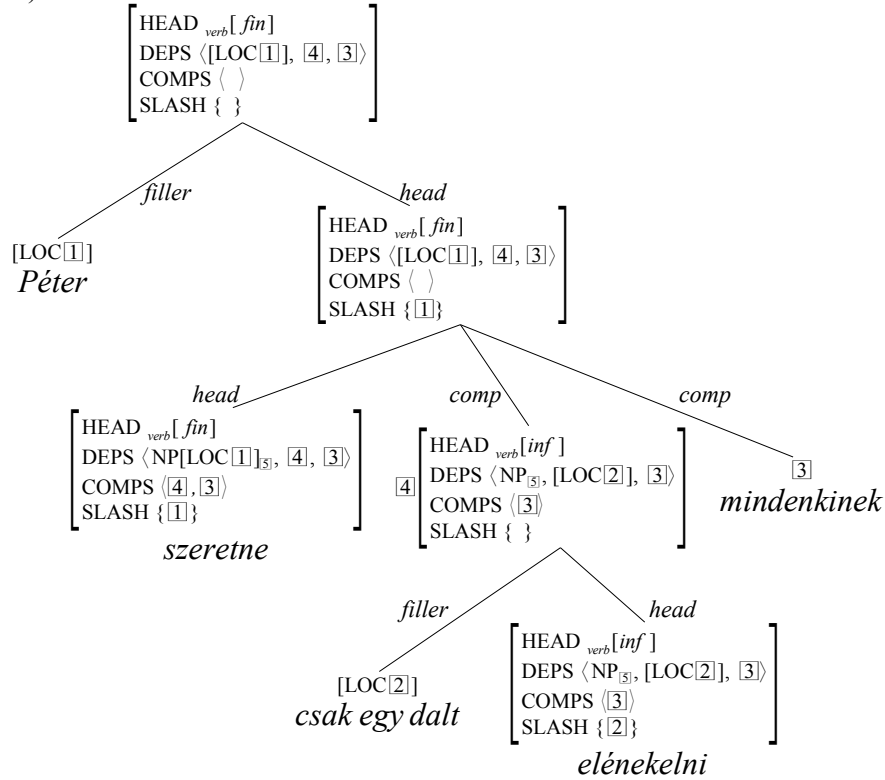 )
HEAD verb[ fin]
DEPS ⟨[LOC[1]], [4], [3]⟩
COMPS ⟨ ⟩
SLASH { }
filler
head
[LOC[1]]
Péter
HEAD verb[ fin]
DEPS ⟨[LOC[1]], [4], [3]⟩
COMPS ⟨ ⟩
SLASH {[1]}
head
comp
comp
HEAD verb[ fin]
DEPS ⟨NP[LOC[1]][5], [4], [3]⟩
COMPS ⟨[4],[3]⟩
SLASH {[1]}
szeretne
[4]
HEAD verb[inf ]
DEPS ⟨NP[5], [LOC[2]], [3]⟩
COMPS ⟨[3]⟩
SLASH { }
[3]
mindenkinek
filler
head
[LOC[2]]
csak egy dalt
HEAD verb[inf ]
DEPS ⟨NP[5], [LOC[2]], [3]⟩
COMPS ⟨[3]⟩
SLASH {[2]}
elénekelni